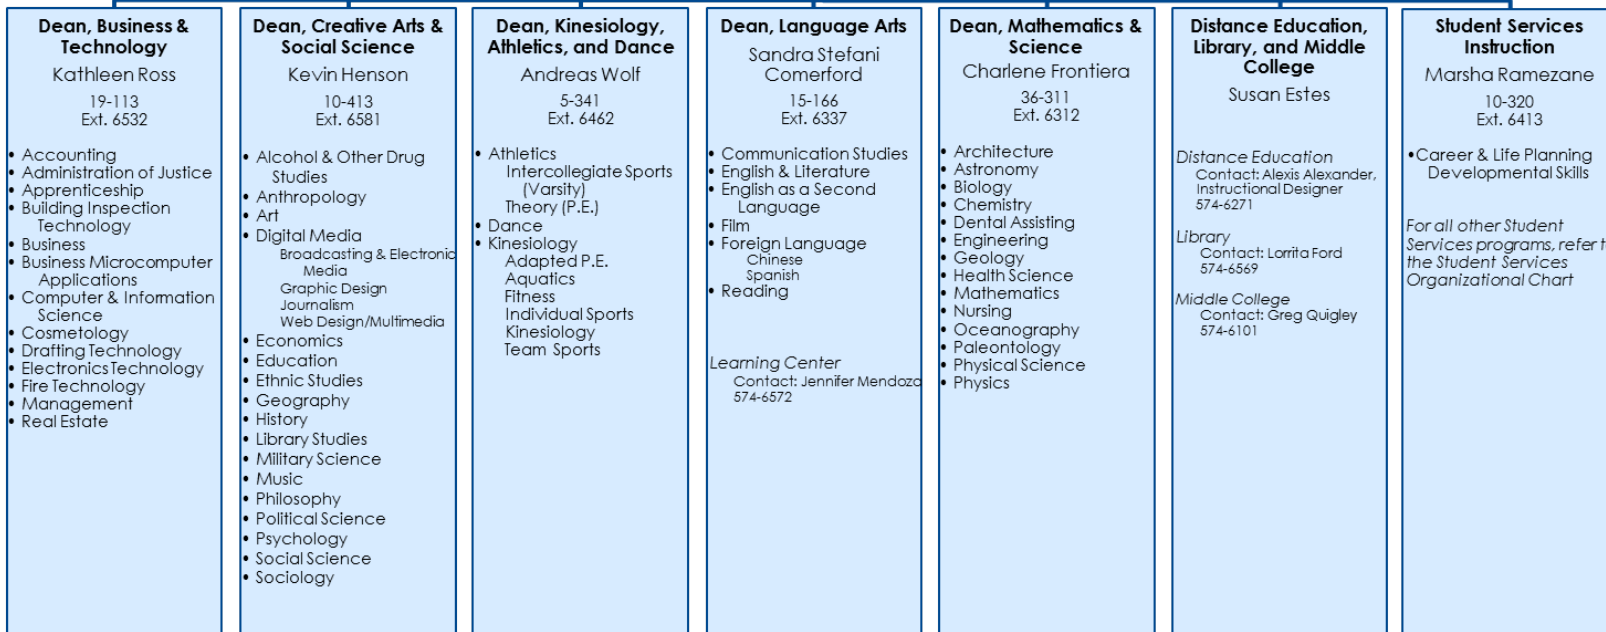 Dean, Business &
Technology
Kathleen Ross
19-113
Ext. 6532
• Accounting
• Administration of Justice
• Apprenticeship
• Building Inspection
Technology
• Business
• Business Microcomputer
Applications
• Computer & Information
Science
• Cosmetology
• Drafting Technology
• Electronics Technology
• Fire Technology
• Management
• Real Estate
Dean, Creative Arts &
Social Science
Kevin Henson
10-413
Ext. 6581
• Alcohol & Other Drug
Studies
• Anthropology
• Art
• Digital Media
Broadcasting & Electronic
Media
Graphic Design
Journalism
Web Design/Multimedia
• Economics
• Education
• Ethnic Studies
• Geography
• History
• Library Studies
• Military Science
• Music
• Philosophy
• Political Science
• Psychology
• Social Science
• Sociology
Dean, Kinesiology,
Athletics, and Dance
Andreas Wolf
5-341
Ext. 6462
• Athletics
Intercollegiate Sports
(Varsity)
Theory (P.E.)
• Dance
• Kinesiology
Adapted P.E.
Aquatics
Fitness
Individual Sports
Kinesiology
Team Sports
Dean, Language Arts
Sandra Stefani
Comerford
15-166
Ext. 6337
• Communication Studies
• English & Literature
• English as a Second
Language
• Film
• Foreign Language
Chinese
Spanish
• Reading
Learning Center
Contact: Jennifer Mendoza
574-6572
Dean, Mathematics &
Science
Charlene Frontiera
36-311
Ext. 6312
• Architecture
• Astronomy
• Biology
• Chemistry
• Dental Assisting
• Engineering
• Geology
• Health Science
• Mathematics
• Nursing
• Oceanography
• Paleontology
• Physical Science
• Physics
Distance Education,
Library, and Middle
College
Susan Estes
Distance Education
Contact: Alexis Alexander,
Instructional Designer
574-6271
Library
Contact: Lorrita Ford
574-6569
Middle College
Contact: Greg Quigley
574-6101
Student Services
Instruction
Marsha Ramezane
10-320
Ext. 6413
•Career & Life Planning
Developmental Skills
For all other Student
Services programs, refer t
the Student Services
Organizational Chart